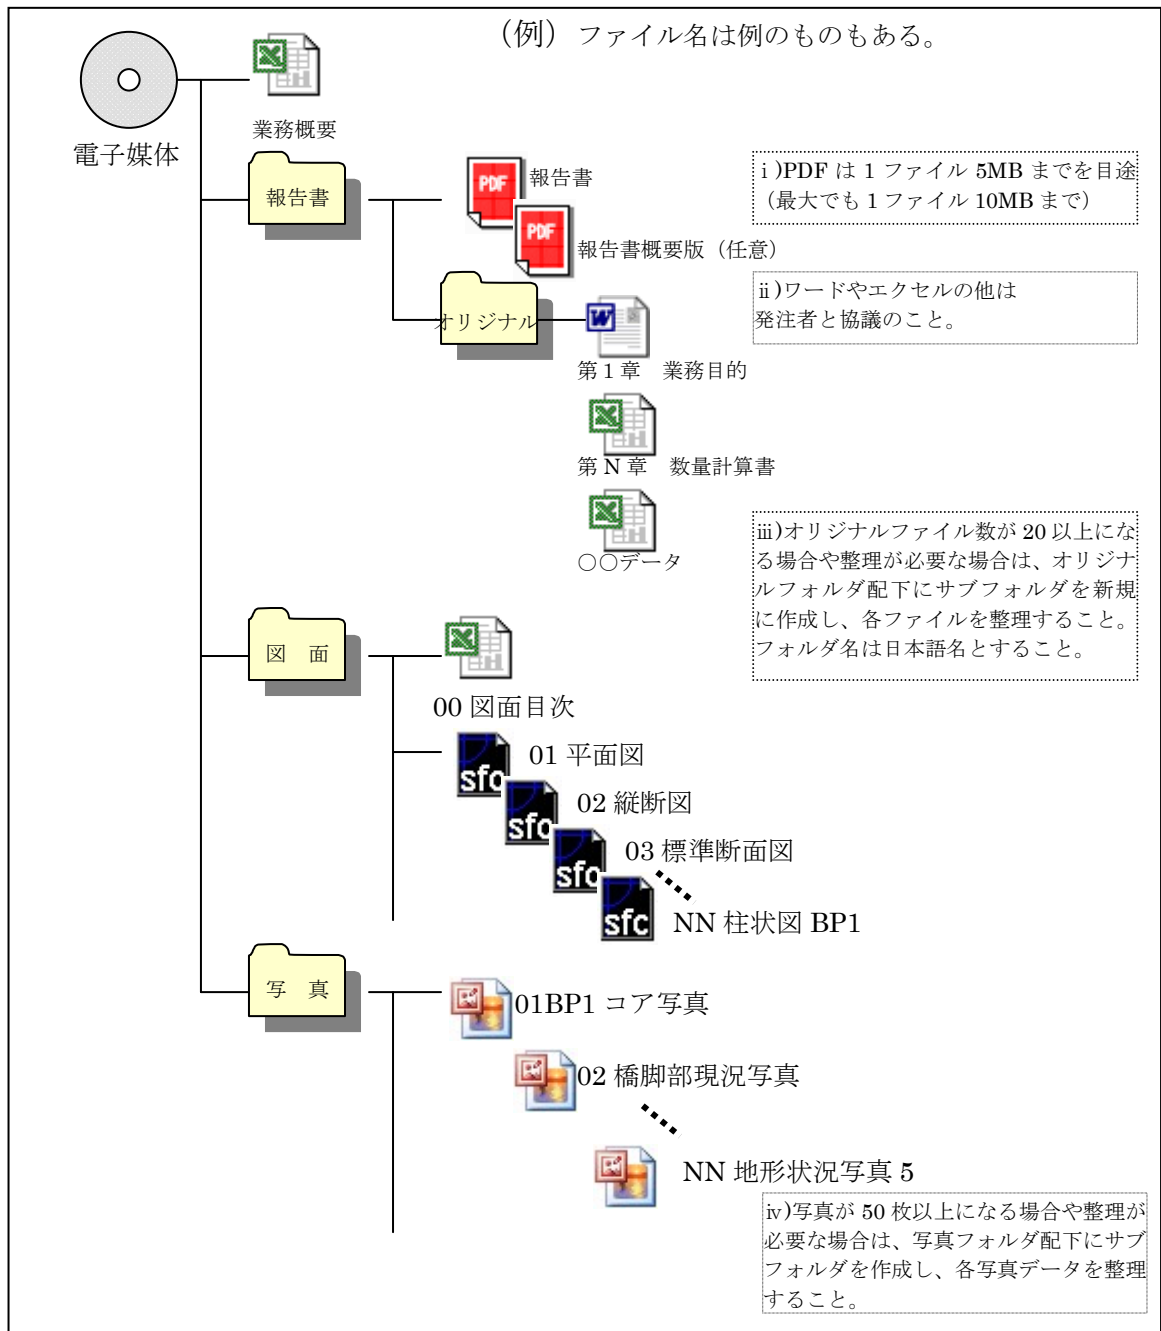 （例）ファイル名は例のものもある。
電子媒体
業務概要
報告書
PDF
報告書
PDF
報告書概要版（任意）
ⅰ)PDF は 1 ファイル 5MB までを目途
（最大でも 1 ファイル 10MB まで）
オリジナル
W
第 1 章　業務目的
ⅱ)ワードやエクセルの他は
発注者と協議のこと。
第 N 章　数量計算書
○○データ
ⅲ)オリジナルファイル数が 20 以上にな
る場合や整理が必要な場合は、オリジナ
ルフォルダ配下にサブフォルダを新規
に作成し、各ファイルを整理すること。
フォルダ名は日本語名とすること。
図　面
00 図面目次
sfc
01 平面図
sfc
02 縦断図
sfc
03 標準断面図
sfc
NN 柱状図 BP1
写　真
01BP1 コア写真
02 橋脚部現況写真
NN 地形状況写真 5
ⅳ)写真が 50 枚以上になる場合や整理が
必要な場合は、写真フォルダ配下にサブ
フォルダを作成し、各写真データを整理
すること。